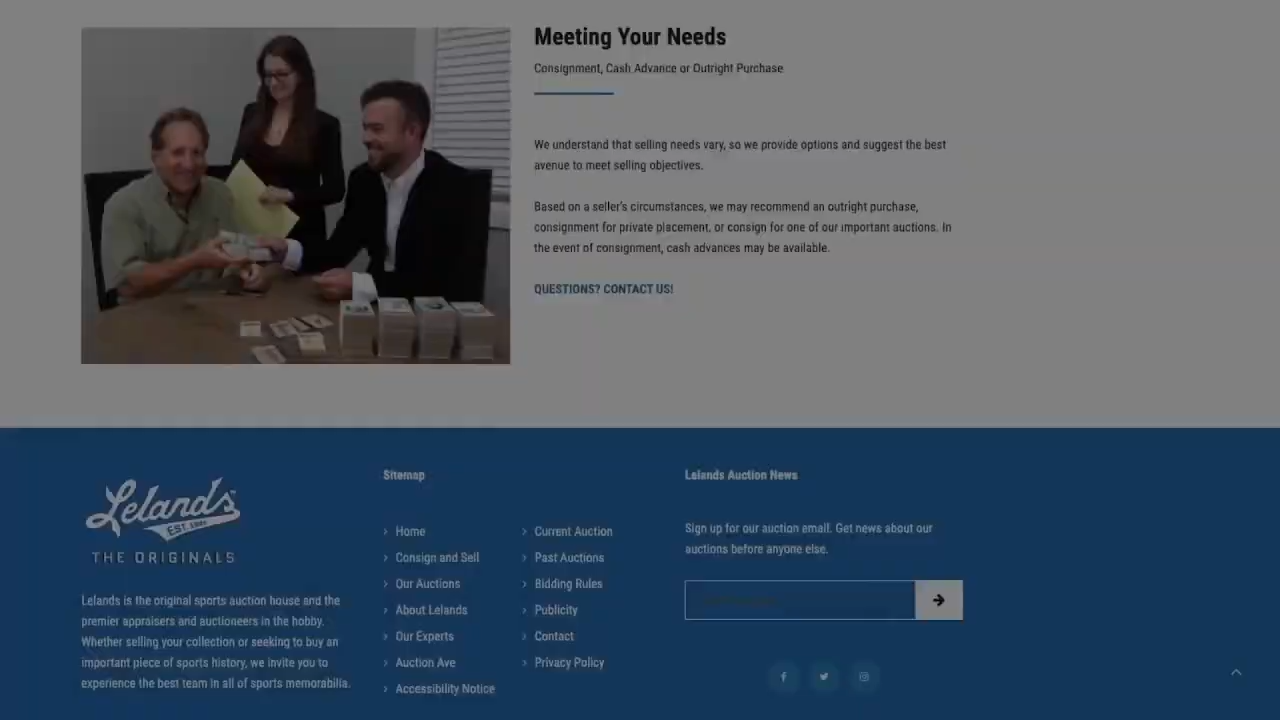 Meeting Your Needs
Consignment, Cash Advance or Outright Purchase
We understand that selling needs vary, so we provide options and suggest the best
avenue to meet selling objectives.
Based on a seller's circumstances, we may recommend an outright purchase,
consignment for private placement, or consign for one of our important auctions. In
the event of consignment, cash advances may be available.
QUESTIONS? CONTACT US!
Lelands
THE ORIGINALS
Lelands is the original sports auction house and the
premier appraisers and auctioneers in the hobby.
Whether selling your collection or seeking to buy an
important piece of sports history, we invite you to
experience the best team in all of sports memorabilia.
Sitemap
Home
Consign and Sell
Our Auctions
About Lelands
Our Experts
Auction Ave
Accessibility Notice
Current Auction
Past Auctions
Bidding Rules
Publicity
Contact
Privacy Policy
Lelands Auction News
Sign up for our auction email. Get news about our
auctions before anyone else.